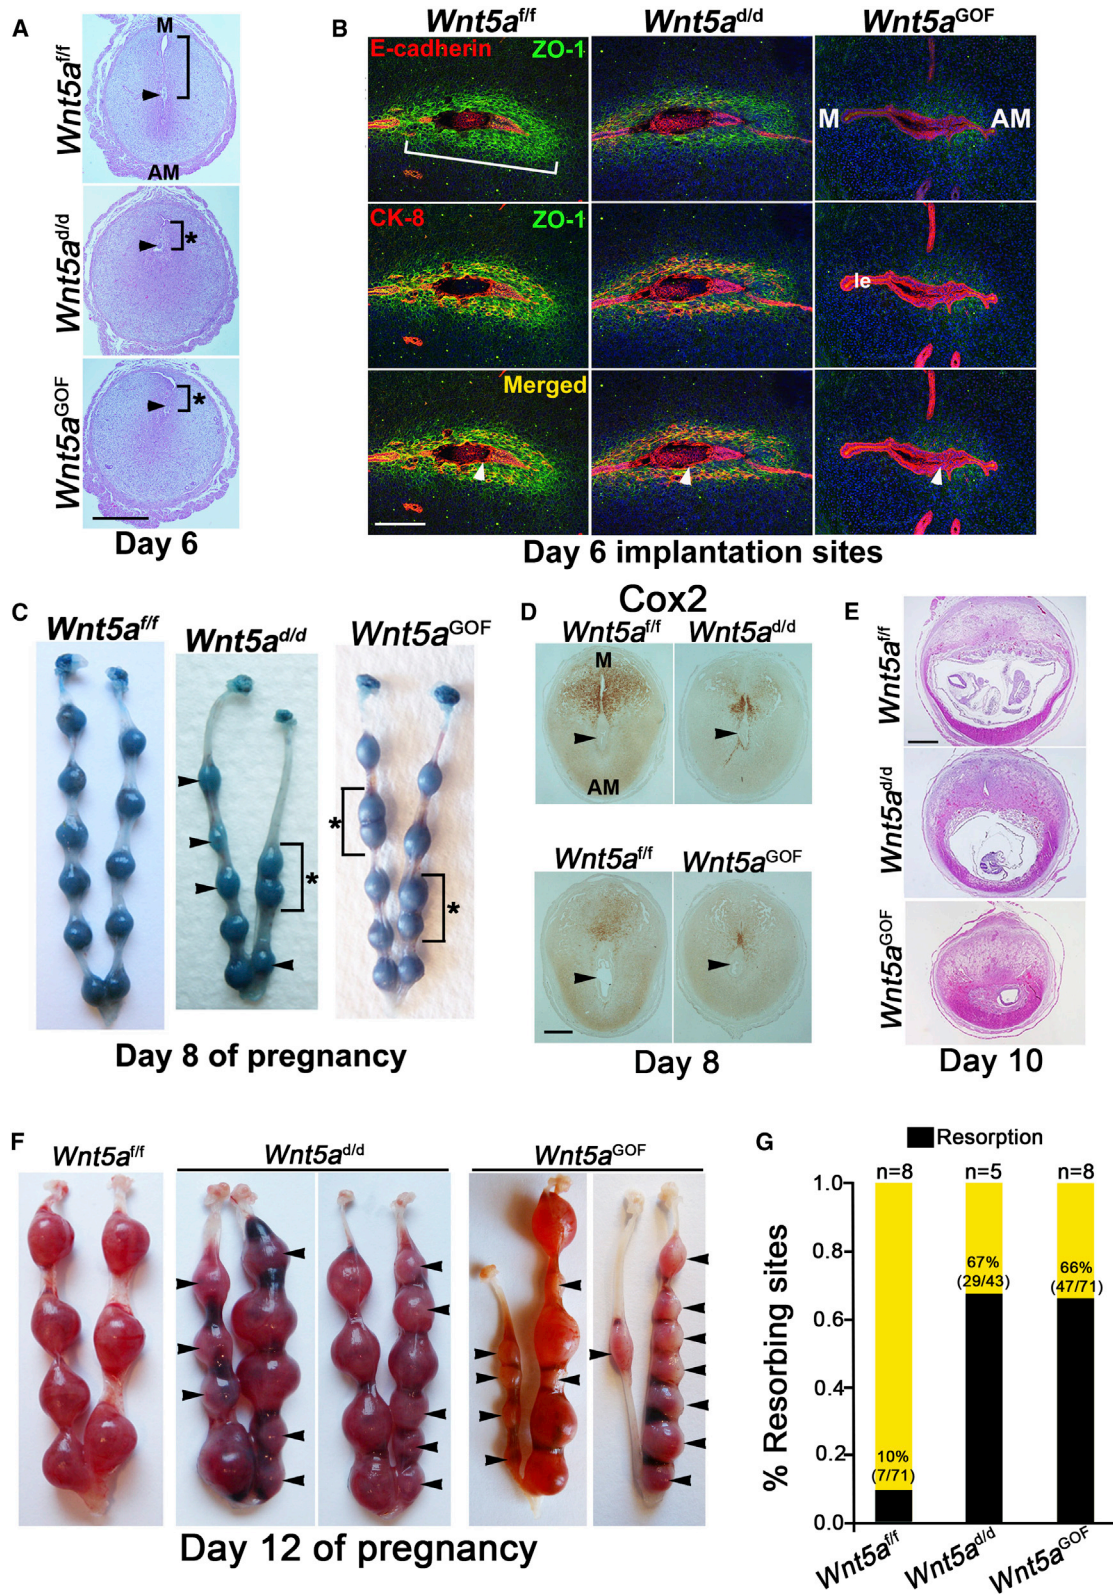 A
Wnt5a^f/f
M
AM
Wnt5a^d/d
*
Wnt5a^GOF
*
Day 6
B
Wnt5a^f/f Wnt5a^d/d Wnt5a^GOF
E-cadherin ZO-1
M AM
CK-8 ZO-1
le
Merged
Day 6 implantation sites
C
Wnt5a^f/f Wnt5a^d/d Wnt5a^GOF
*
*
*
Day 8 of pregnancy
D
Cox2
Wnt5a^f/f Wnt5a^d/d
M
AM
Wnt5a^f/f Wnt5a^GOF
Day 8
E
Wnt5a^f/f
Wnt5a^d/d
Wnt5a^GOF
Day 10
F
Wnt5a^f/f Wnt5a^d/d Wnt5a^GOF
Day 12 of pregnancy
G
Resorption
n=8 n=5 n=8
% Resorbing sites
1.0
0.8
0.6
0.4
0.2
0.0
10%
(7/71)
67%
(29/43)
66%
(47/71)
Wnt5a^f/f Wnt5a^d/d Wnt5a^GOF